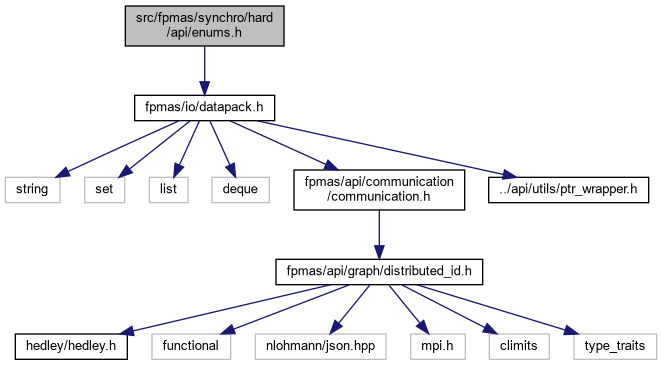 src/fpmas/synchro/hard
/api/enums.h
fpmas/io/datapack.h
string
set
list
deque
fpmas/api/communication
/communication.h
../api/utils/ptr_wrapper.h
fpmas/api/graph/distributed_id.h
hedley/hedley.h
functional
nlohmann/json.hpp
mpi.h
climits
type_traits